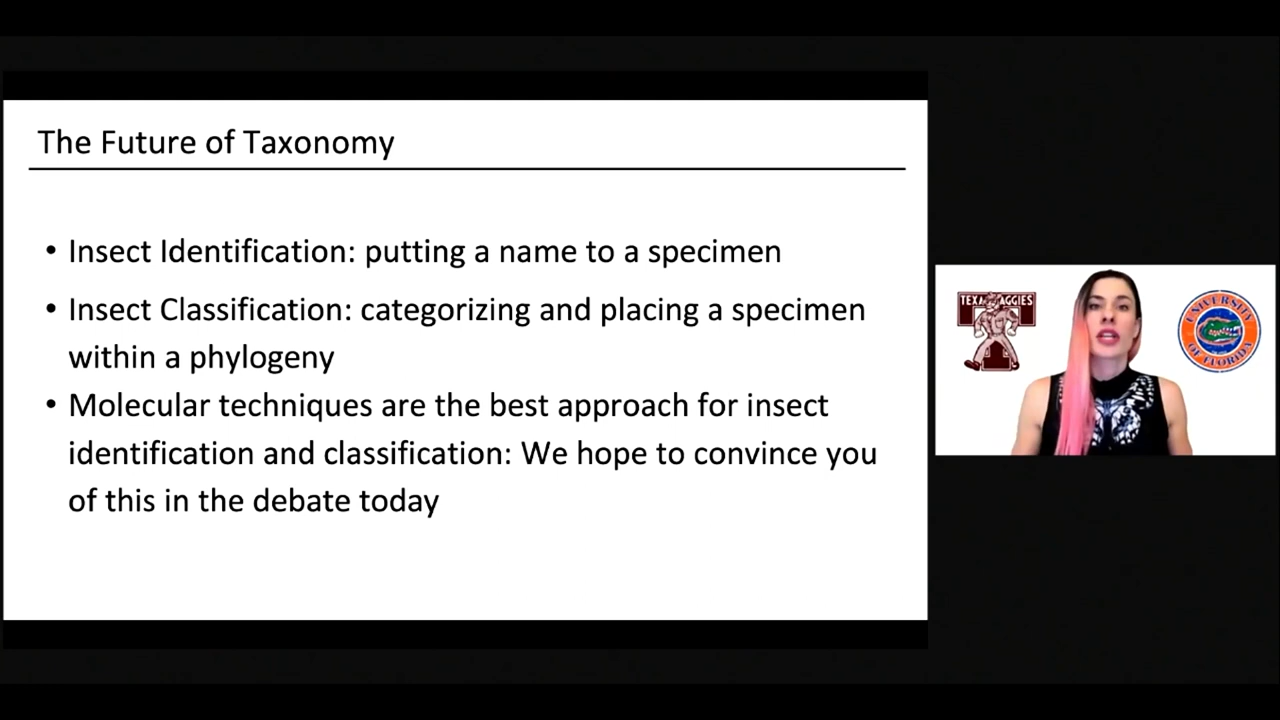 The Future of Taxonomy
• Insect Identification: putting a name to a specimen
• Insect Classification: categorizing and placing a specimen
within a phylogeny
• Molecular techniques are the best approach for insect
identification and classification: We hope to convince you
of this in the debate today
UNIVERSITY
OF FLORIDA